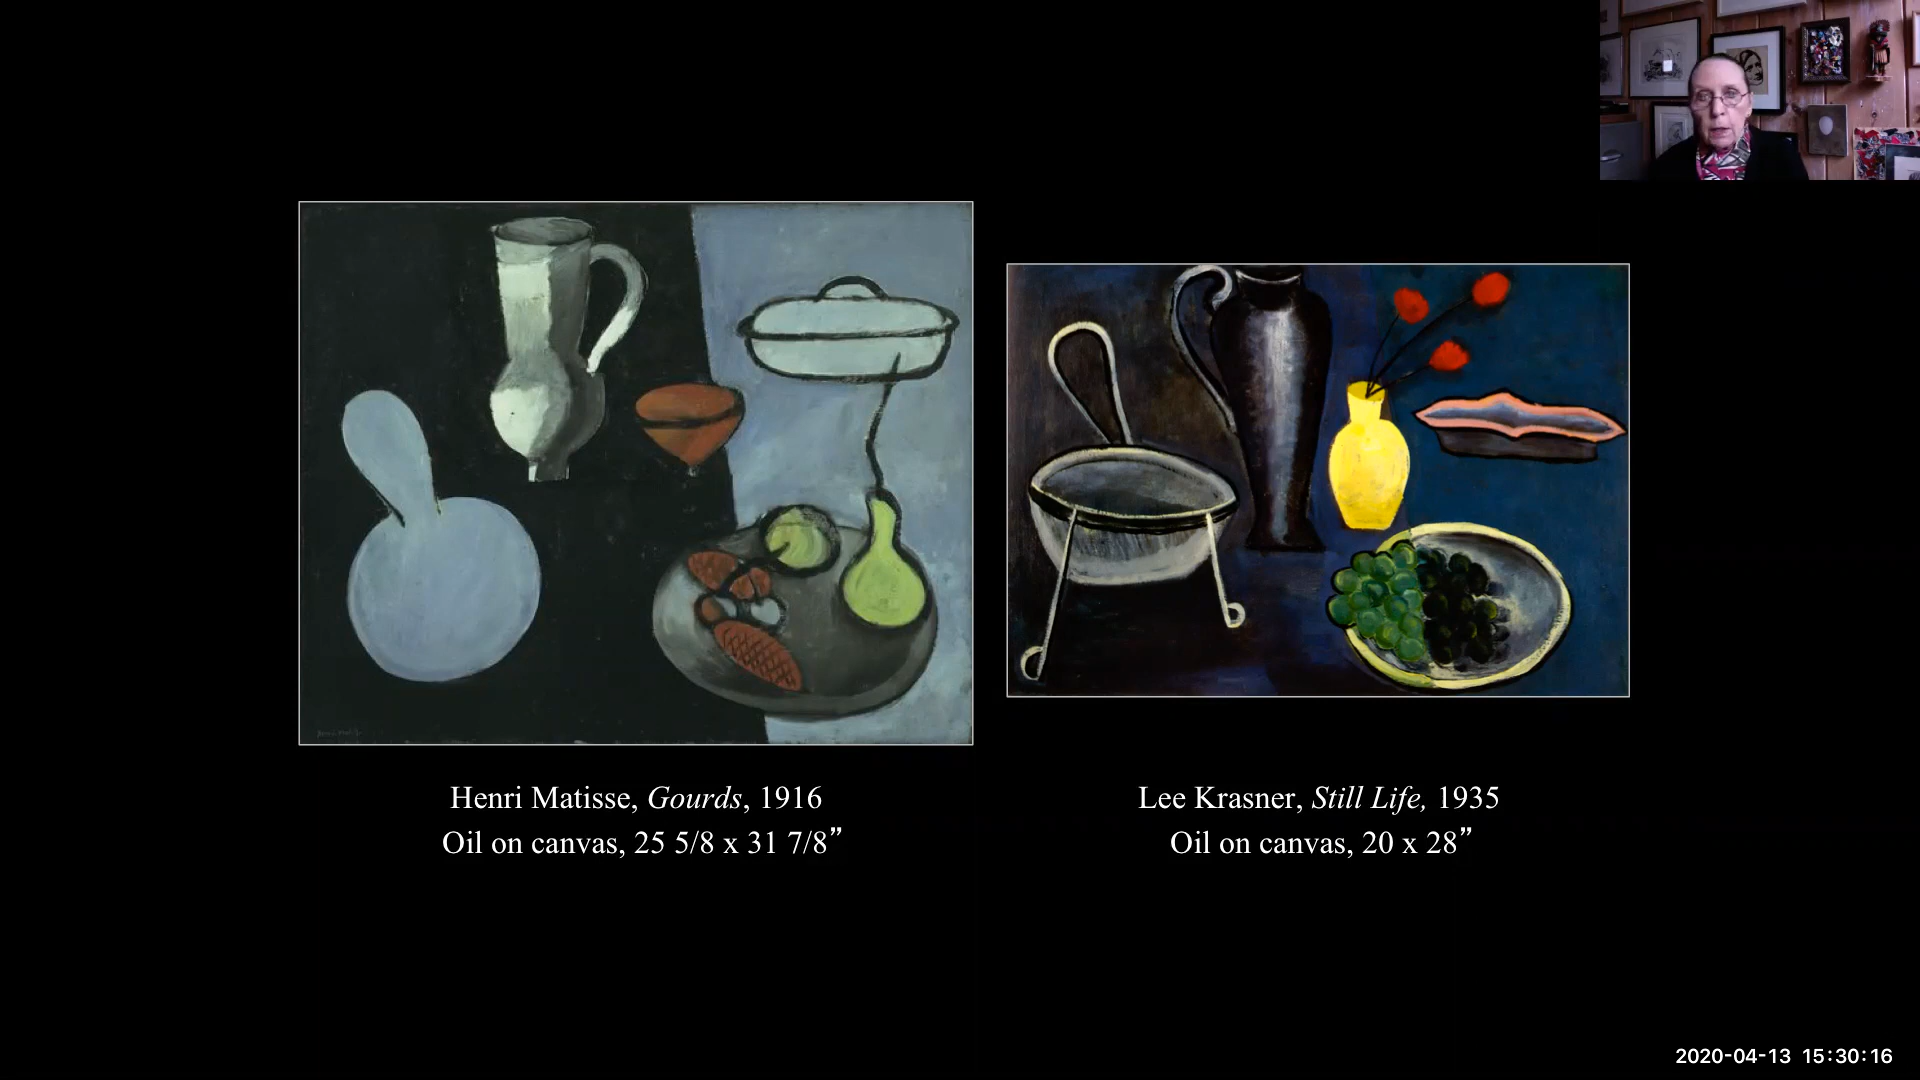 Henri Matisse, Gourds, 1916
Oil on canvas, 25 5/8 x 31 7/8”
Lee Krasner, Still Life, 1935
Oil on canvas, 20 x 28”
2020-04-13 15:30:16